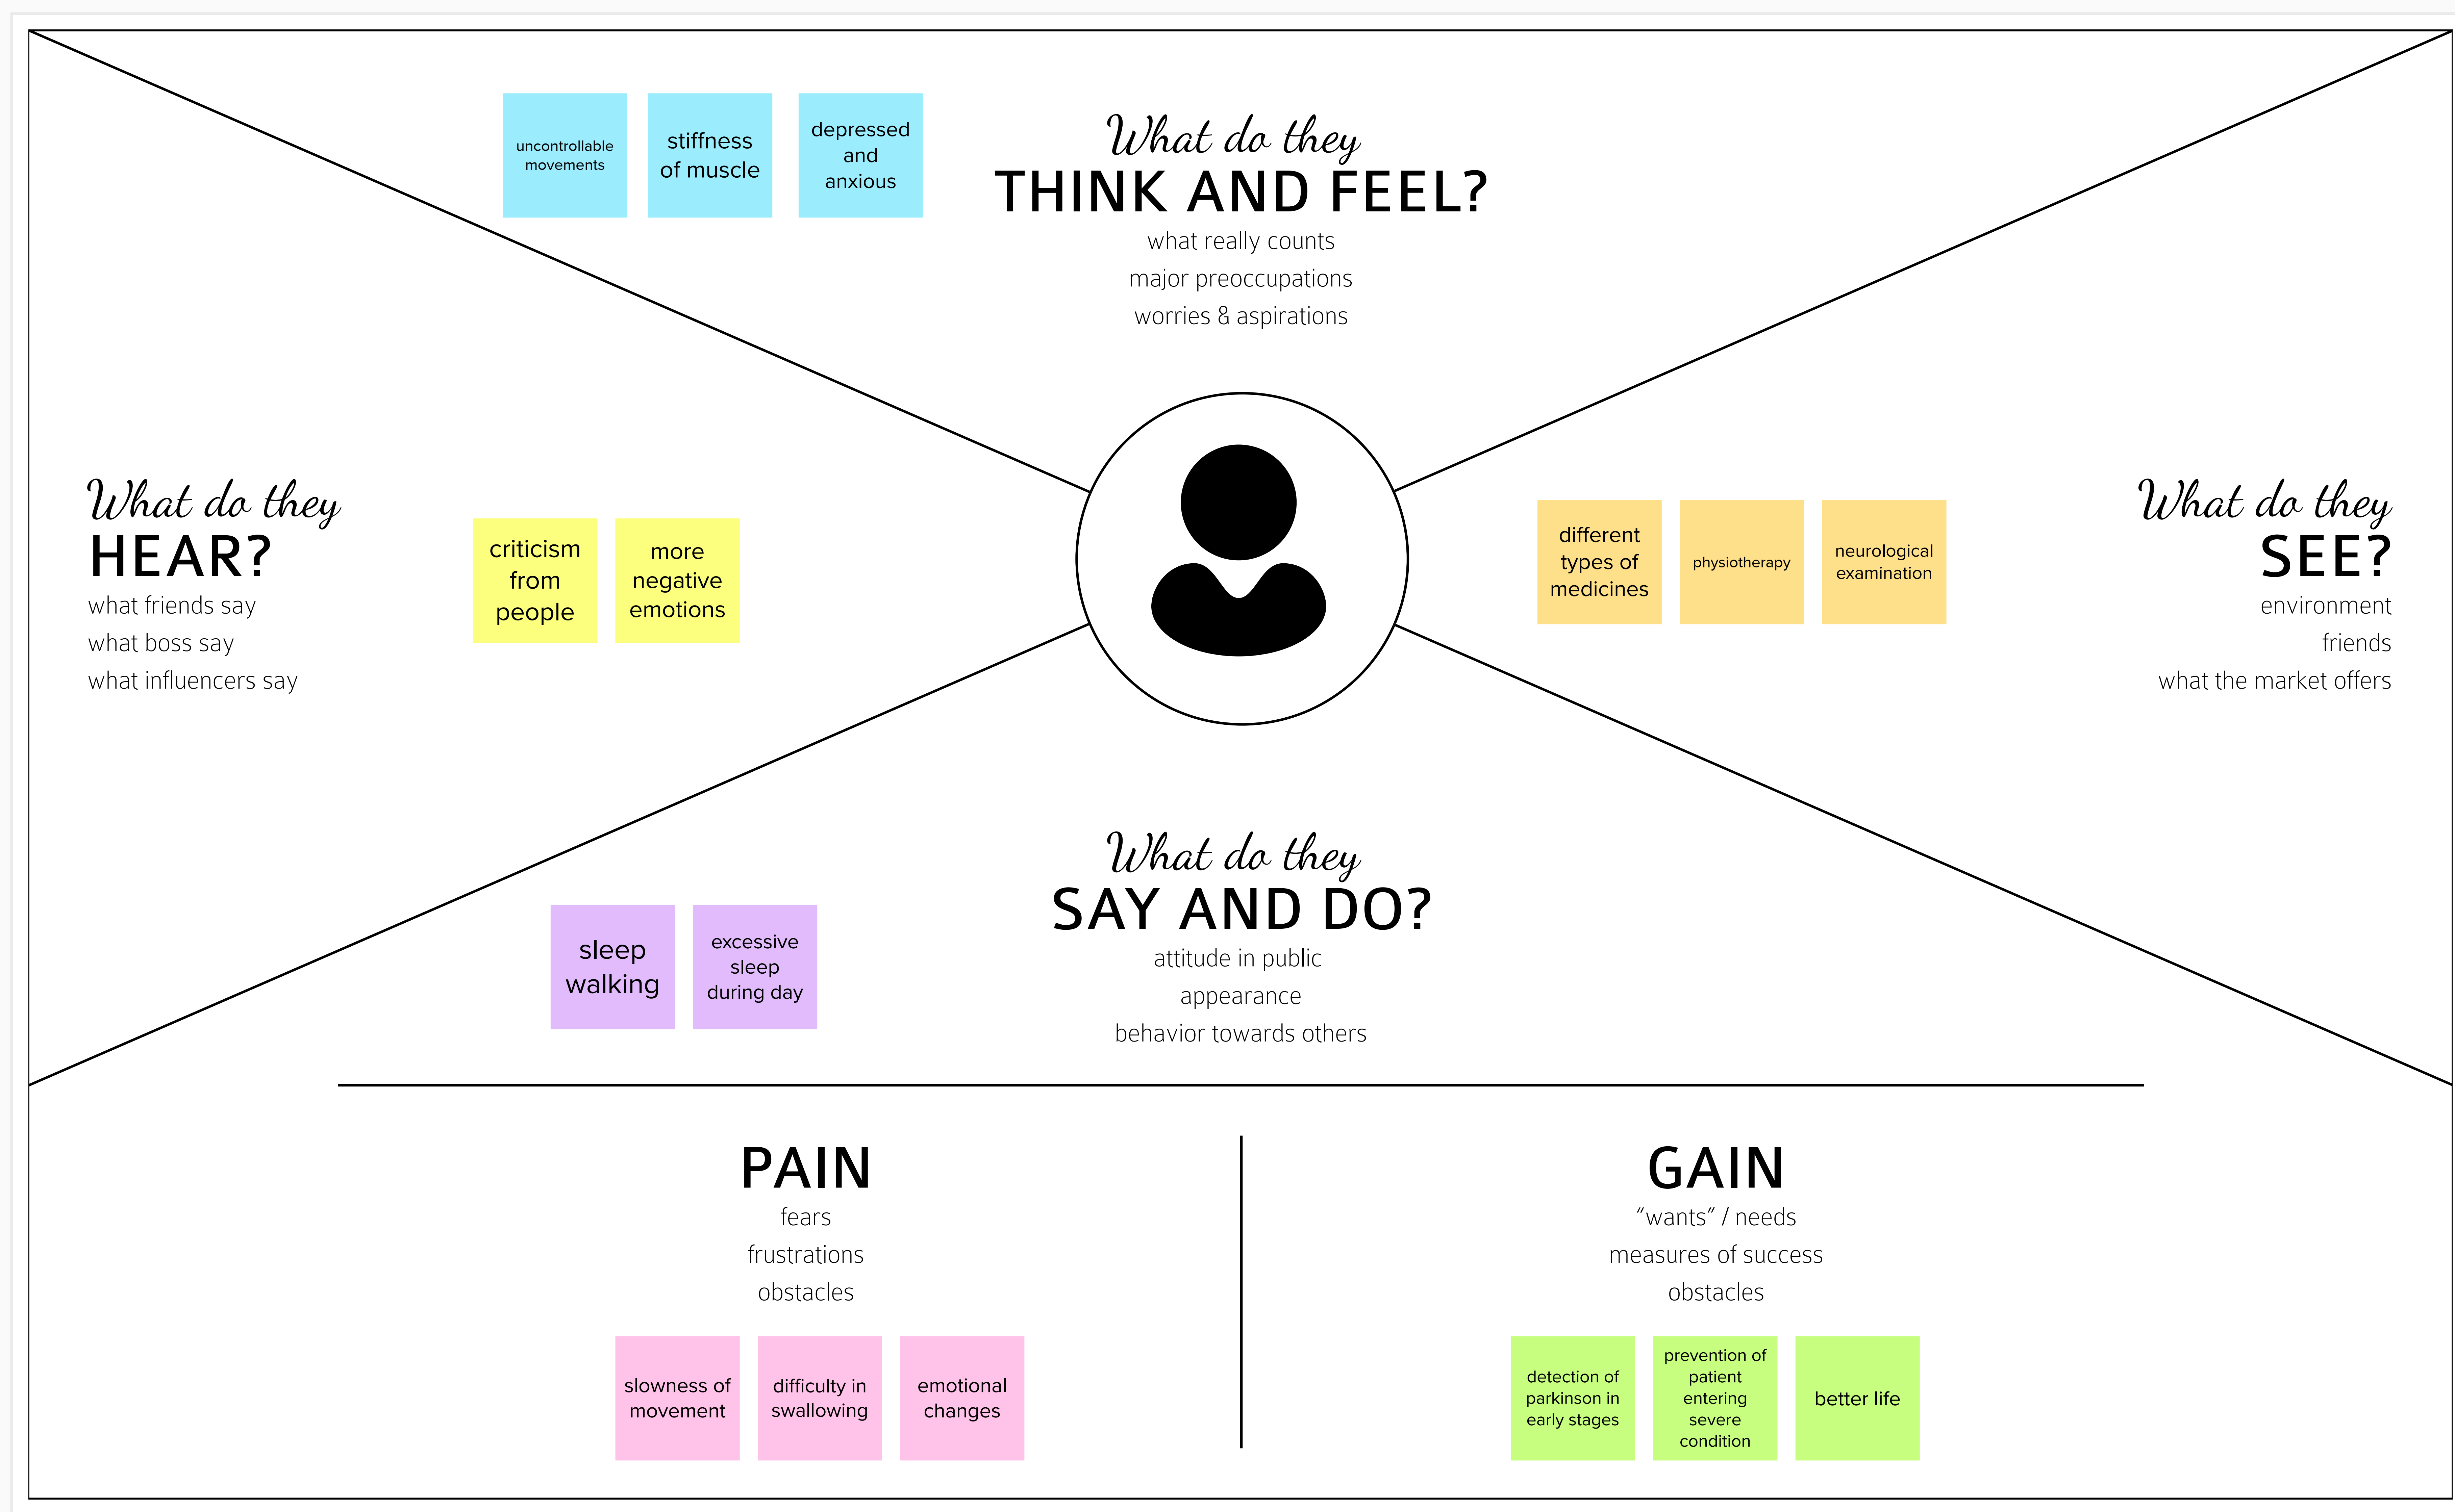 uncontrollable
movements
stiffness
of muscle
depressed
and
anxious
What do they
THINK AND FEEL?
what really counts
major preoccupations
worries & aspirations
What do they
HEAR?
what friends say
what boss say
what influencers say
criticism
from
people
more
negative
emotions
different
types of
medicines
physiotherapy
neurological
examination
What do they
SEE?
environment
friends
what the market offers
What do they
SAY AND DO?
attitude in public
appearance
behavior towards others
sleep
walking
excessive
sleep
during day
PAIN
fears
frustrations
obstacles
slowness of
movement
difficulty in
swallowing
emotional
changes
GAIN
“wants” / needs
measures of success
obstacles
detection of
parkinson in
early stages
prevention of
patient
entering
severe
condition
better life